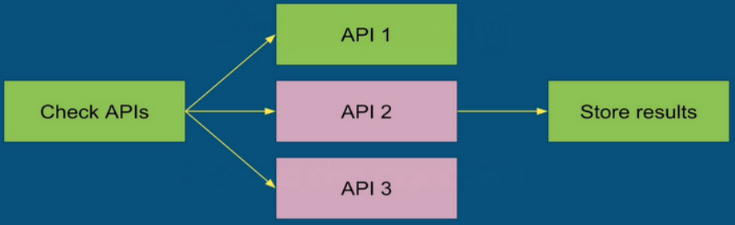 API 1
Check APIs
API 2
Store results
API 3